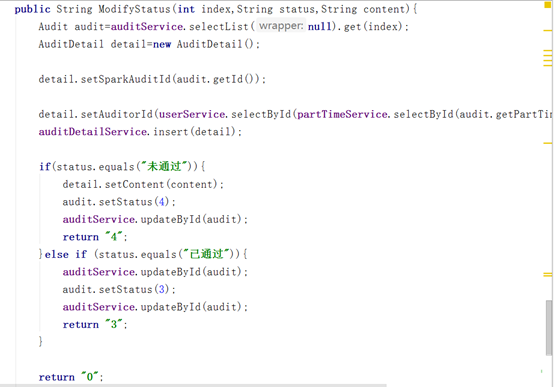 public String ModifyStatus(int index,String status,String content){
Audit audit=auditService.selectList( wrapper: null).get(index);
AuditDetail detail=new AuditDetail();
detail.setSparkAuditId(audit.getId());
detail.setAuditorId(userService.selectById(partTimeService.selectById(audit.getPartTim
auditDetailService.insert(detail);
if(status.equals("未通过")){
detail.setContent(content);
audit.setStatus(4);
auditService.updateById(audit);
return "4";
}else if (status.equals("已通过")){
auditService.updateById(audit);
audit.setStatus(3);
auditService.updateById(audit);
return "3";
}
return "0";